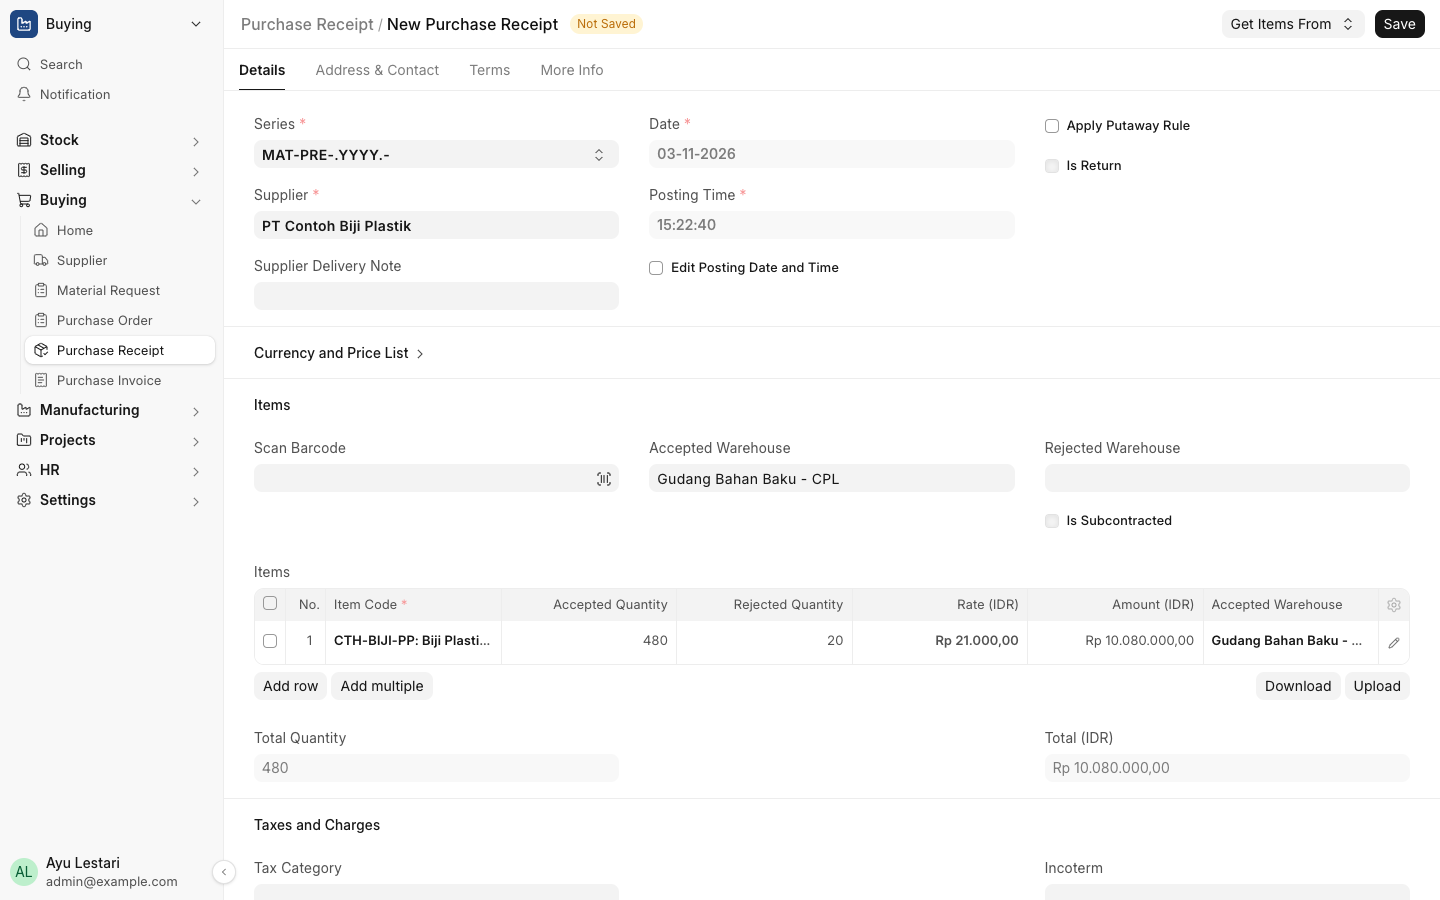 Buying
Search
Notification
Stock
Selling
Buying
Home
Supplier
Material Request
Purchase Order
Purchase Receipt
Purchase Invoice
Manufacturing
Projects
HR
Settings
AL
Ayu Lestari
admin@example.com
Purchase Receipt / New Purchase Receipt Not Saved
Get Items From
Save
Details Address & Contact Terms More Info
Series *
MAT-PRE-.YYYY.-
Supplier *
PT Contoh Biji Plastik
Supplier Delivery Note
Date *
03-11-2026
Posting Time *
15:22:40
Edit Posting Date and Time
Apply Putaway Rule
Is Return
Currency and Price List
Items
Scan Barcode
Accepted Warehouse
Gudang Bahan Baku - CPL
Rejected Warehouse
Is Subcontracted
Items
No. Item Code * Accepted Quantity Rejected Quantity Rate (IDR) Amount (IDR) Accepted Warehouse
1 CTH-BIJI-PP: Biji Plasti... 480 20 Rp 21.000,00 Rp 10.080.000,00 Gudang Bahan Baku - ...
Add row Add multiple Download Upload
Total Quantity
480
Total (IDR)
Rp 10.080.000,00
Taxes and Charges
Tax Category
Incoterm